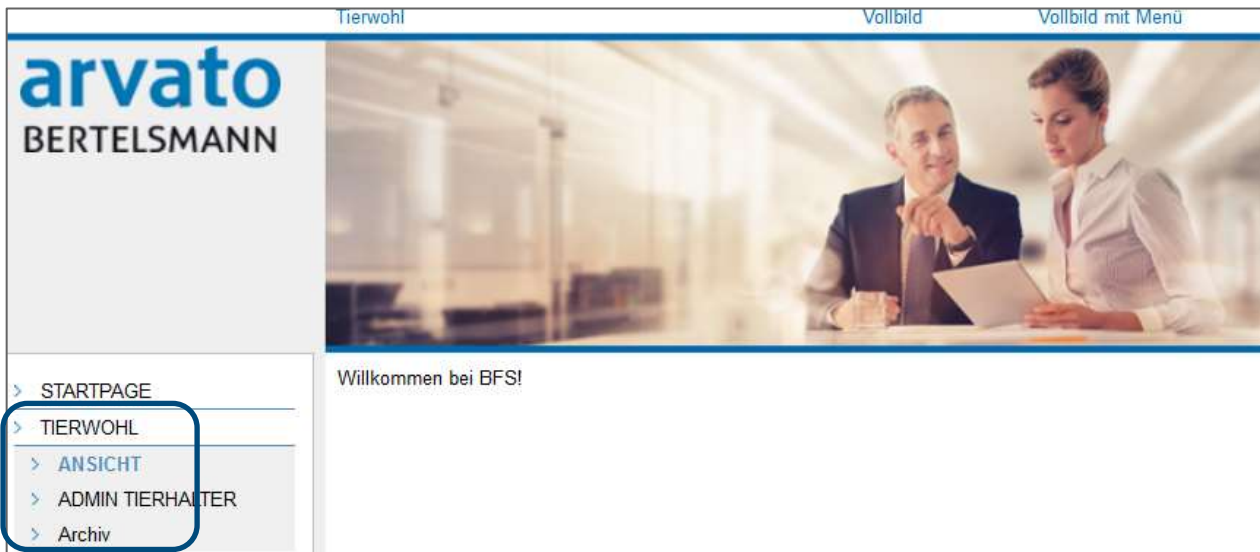 Tierwohl Vollbild Vollbild mit Menü
arvato
BERTELSMANN
Willkommen bei BFS!
> STARTPAGE
> TIERWOHL
> ANSICHT
> ADMIN TIERHALTER
> Archiv